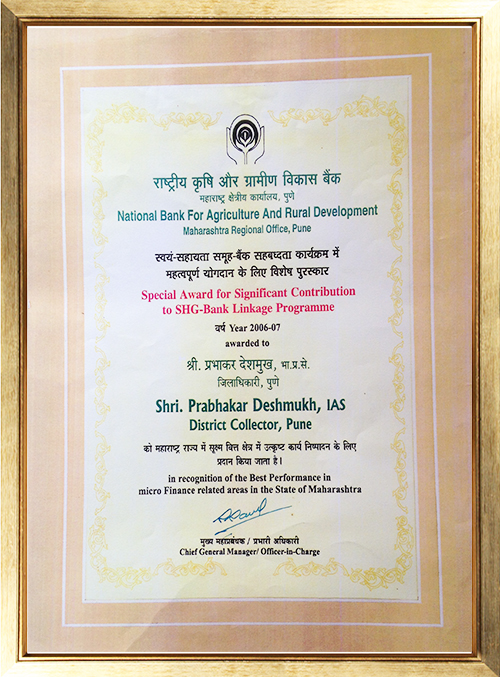 राष्ट्रीय कृषि और ग्रामीण विकास बैंक
महाराष्ट्र क्षेत्रीय कार्यालय, पुणे
National Bank For Agriculture And Rural Development
Maharashtra Regional Office, Pune
स्वयं-सहायता समूह-बैंक सहबध्दता कार्यक्रम में
महत्वपूर्ण योगदान के लिए विशेष पुरस्कार
Special Award for Significant Contribution
to SHG-Bank Linkage Programme
वर्ष Year 2006-07
awarded to
श्री. प्रभाकर देशमुख, भा.प्र.से.
जिलाधिकारी, पुणे
Shri. Prabhakar Deshmukh, IAS
District Collector, Pune
को महाराष्ट्र राज्य में सूक्ष्म वित्त क्षेत्र में उत्कृष्ट कार्य निष्पादन के लिए
प्रदान किया जाता है।
in recognition of the Best Performance in
micro Finance related areas in the State of Maharashtra
मुख्य महाप्रबंधक / प्रभारी अधिकारी
Chief General Manager/ Officer-in-Charge